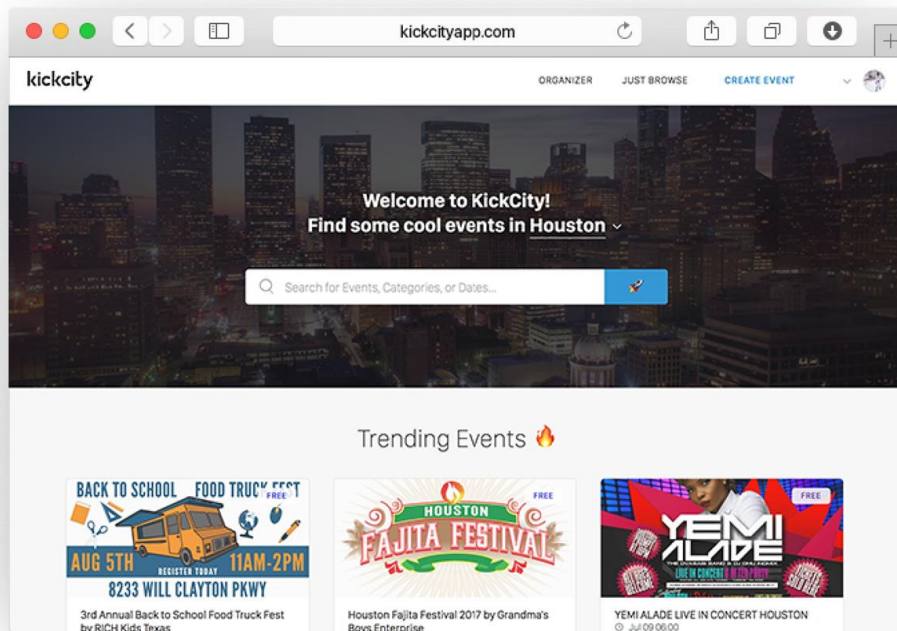 kickcityapp.com
kickcity
ORGANIZER JUST BROWSE CREATE EVENT
Welcome to KickCity!
Find some cool events in Houston
Search for Events, Categories, or Dates...
Trending Events
BACK TO SCHOOL FOOD TRUCK FEST
FREE
AUG 5TH REGISTER TODAY 11AM-2PM
8233 WILL CLAYTON PKWY
3rd Annual Back to School Food Truck Fest
by RICH Kids Texas
FREE
HOUSTON
FAJITA FESTIVAL
Houston Fajita Festival 2017 by Grandma's
Boys Enterprise
FREE
YEMI
ALADE
LIVE IN CONCERT
YEMI ALADE LIVE IN CONCERT HOUSTON
Jul 09 06:00